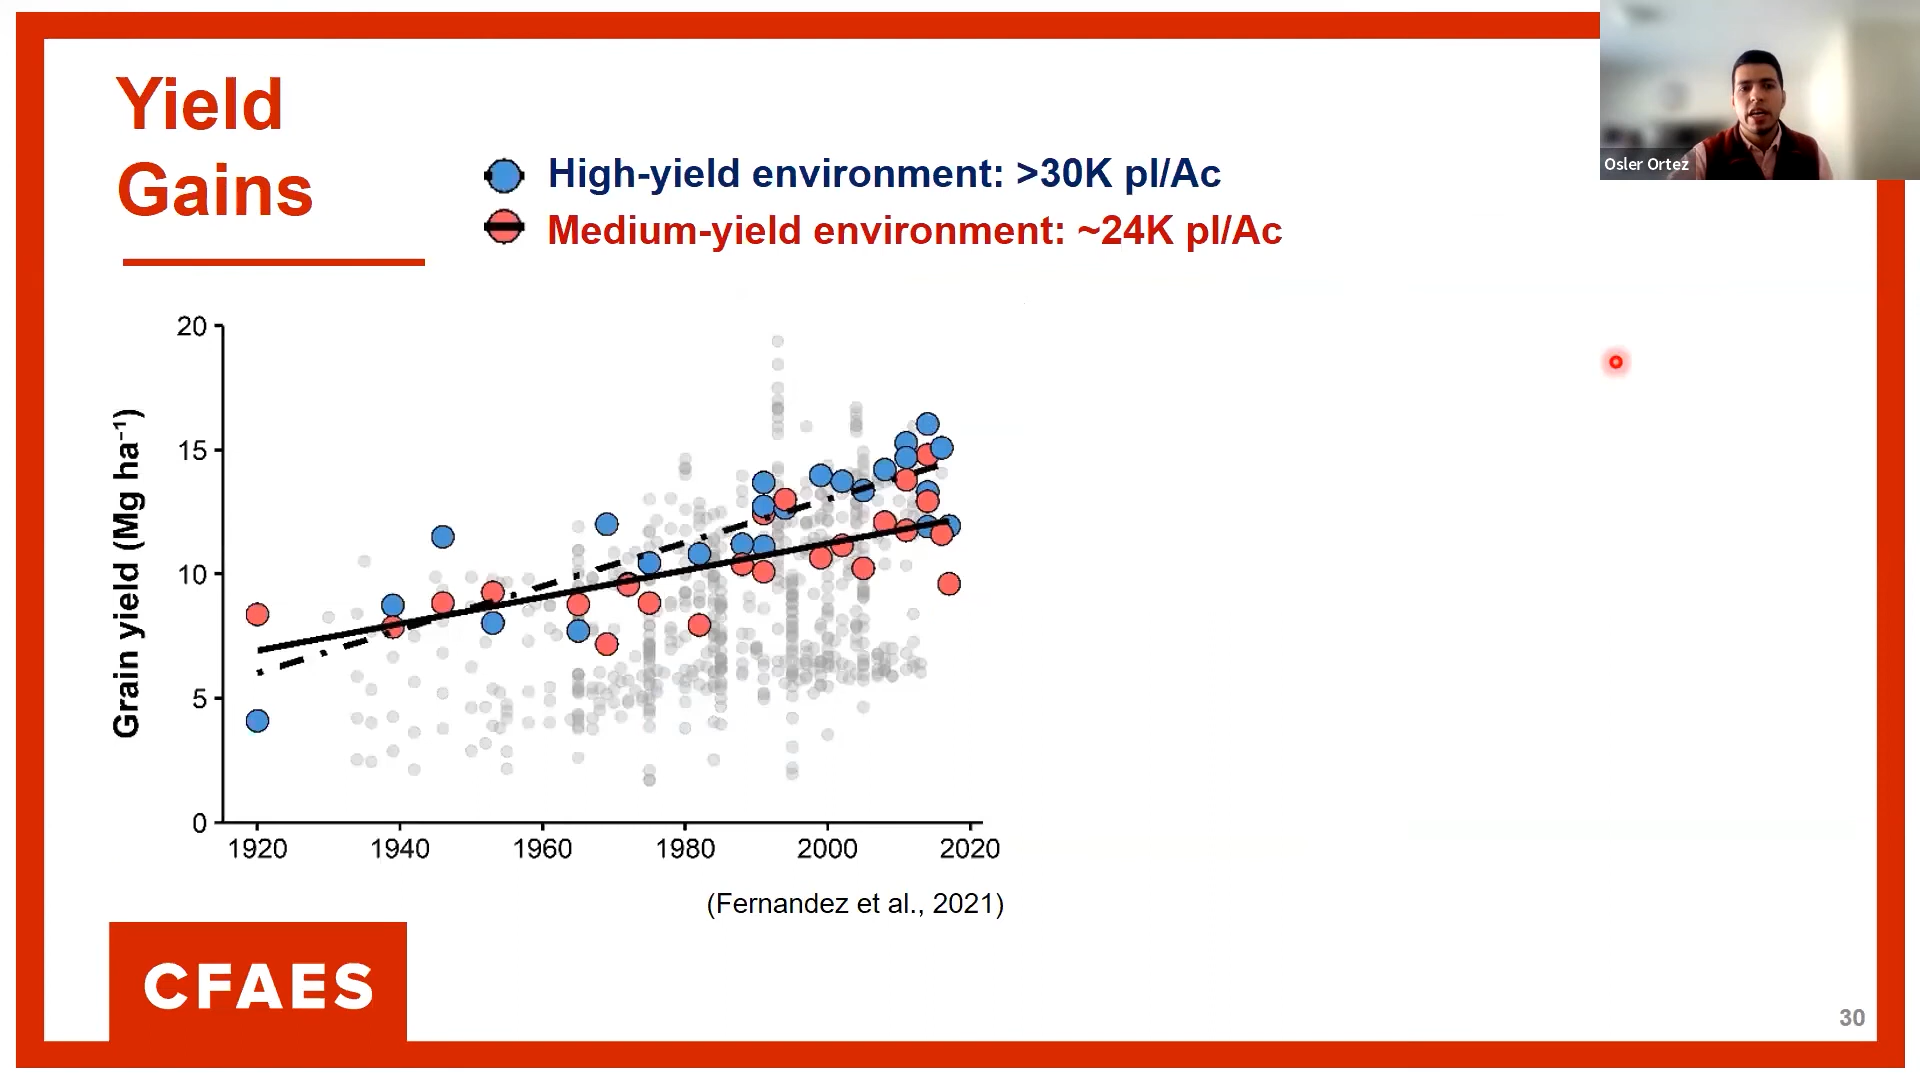 Yield
Gains
High-yield environment: >30K pl/Ac
Medium-yield environment: ~24K pl/Ac
Osler Ortez
Grain yield (Mg ha⁻¹)
20
15
10
5
0
1920 1940 1960 1980 2000 2020
(Fernandez et al., 2021)
CFAES
30